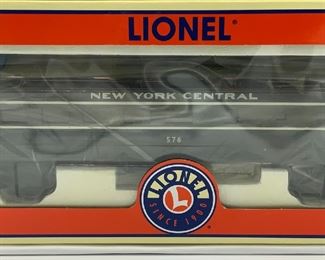 LIONEL®
NEW YORK CENTRAL
576
LIONEL
L
SINCE 1900